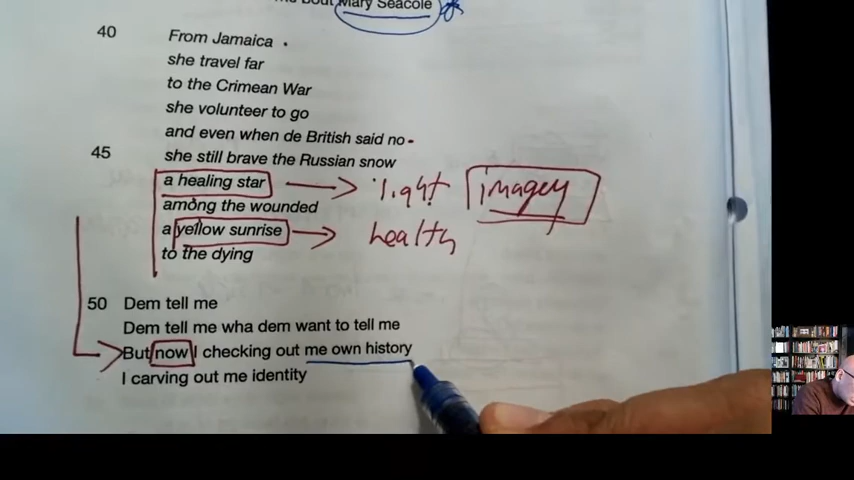 me bout Mary Seacole
40 From Jamaica
she travel far
to the Crimean War
she volunteer to go
and even when de British said no
45 she still brave the Russian snow
a healing star light imagery
among the wounded
a yellow sunrise health
to the dying
50 Dem tell me
Dem tell me wha dem want to tell me
But now I checking out me own history
I carving out me identity